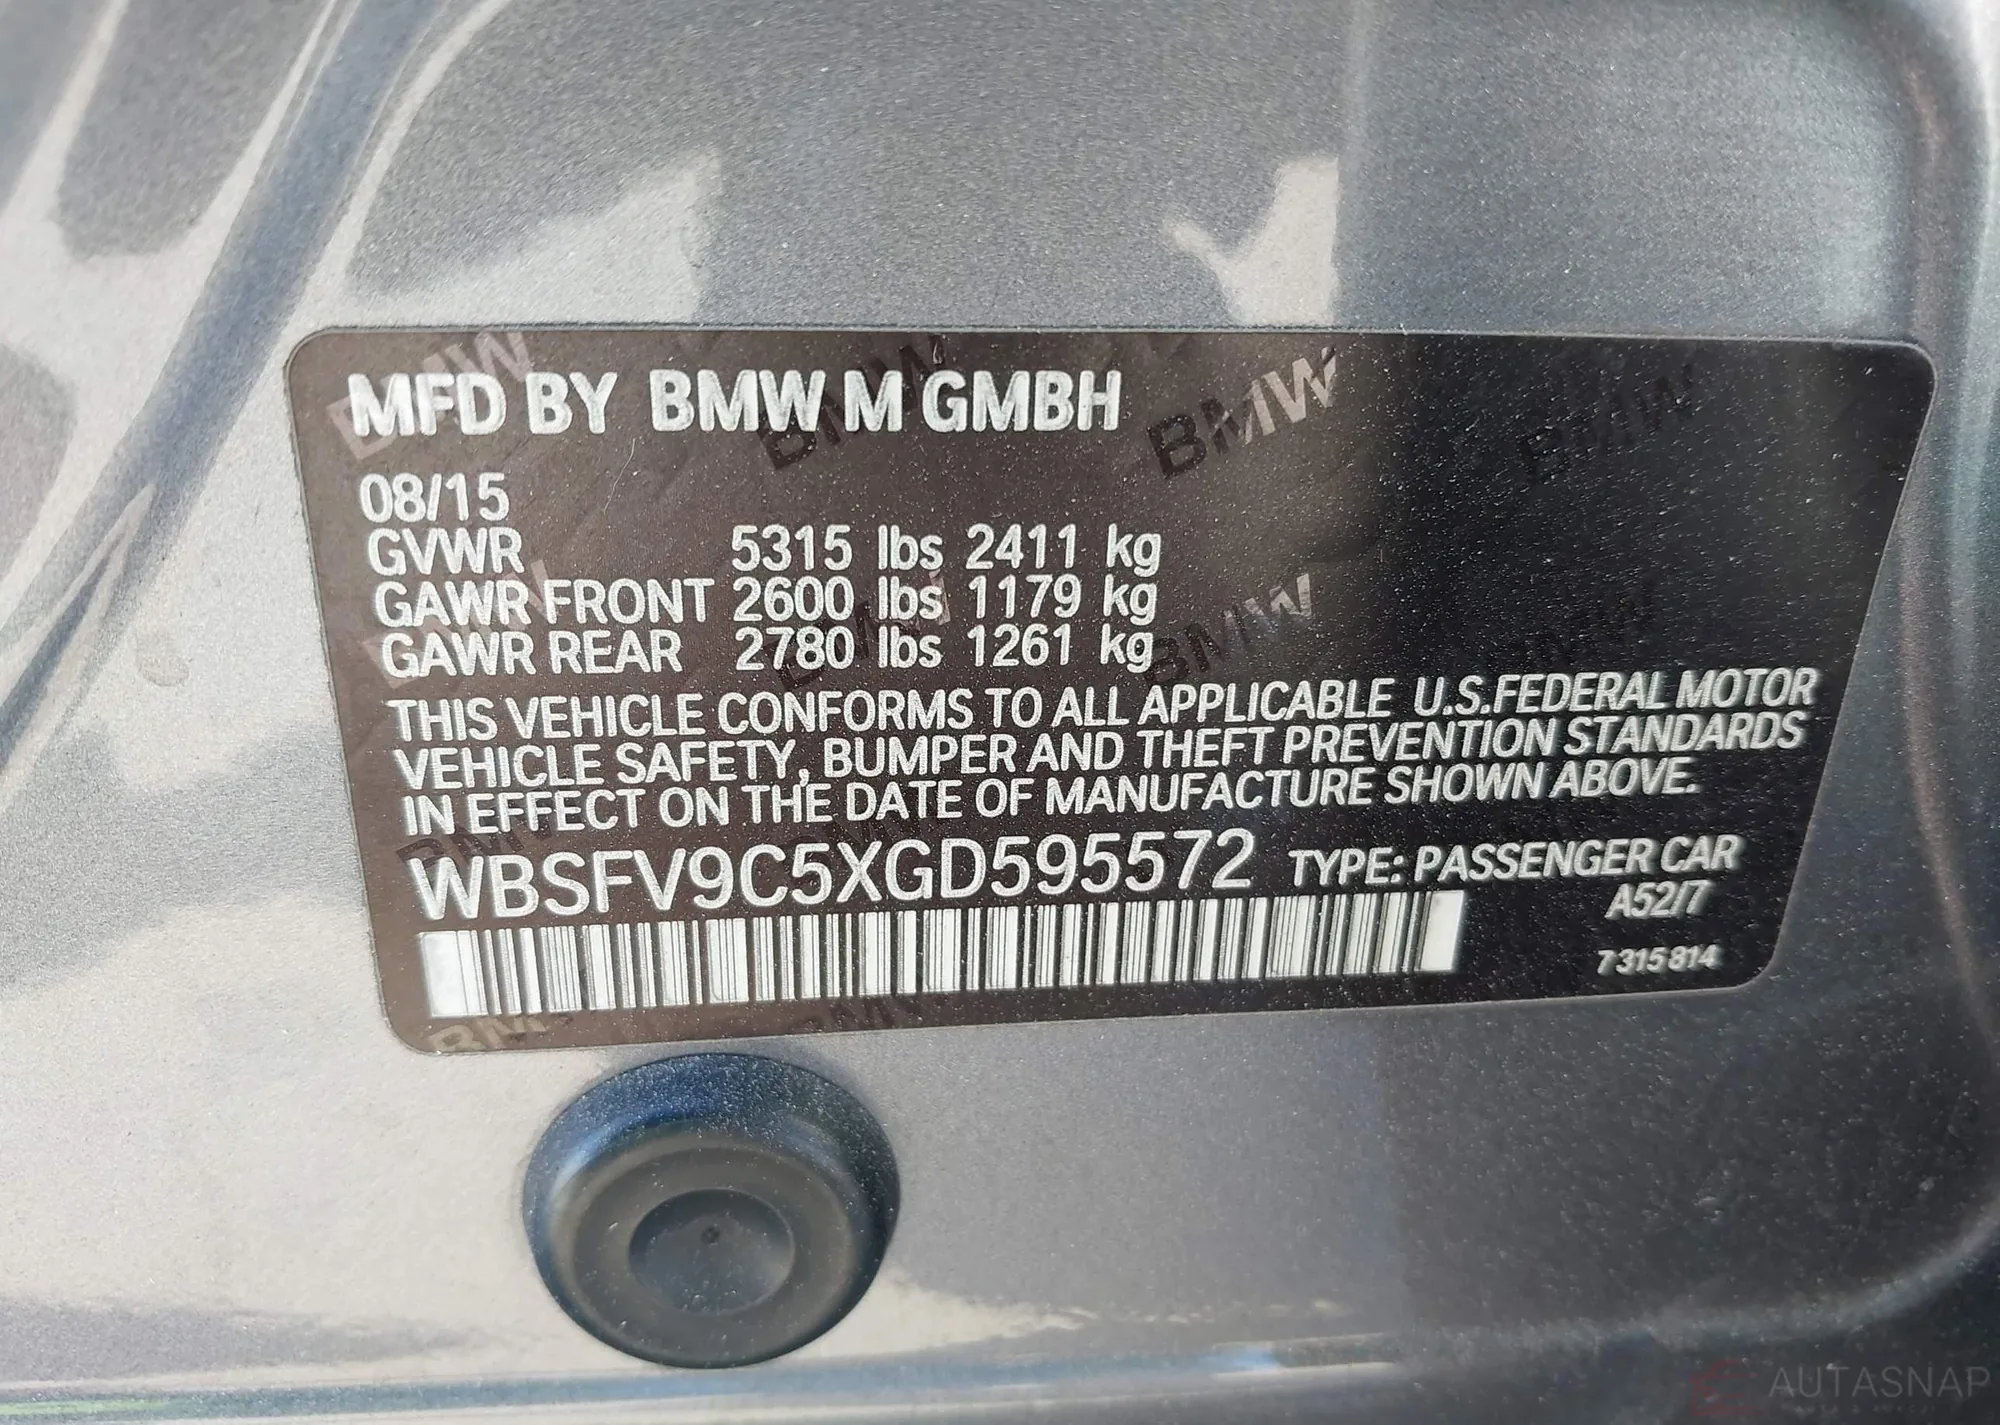 MFD BY BMW M GMBH
08/15
GVWR 5315 lbs 2411 kg
GAWR FRONT 2600 lbs 1179 kg
GAWR REAR 2780 lbs 1261 kg
THIS VEHICLE CONFORMS TO ALL APPLICABLE U.S.FEDERAL MOTOR
VEHICLE SAFETY, BUMPER AND THEFT PREVENTION STANDARDS
IN EFFECT ON THE DATE OF MANUFACTURE SHOWN ABOVE.
WBSFV9C5XGD595572 TYPE: PASSENGER CAR
A52/7
7 315 814
AUTASNAP